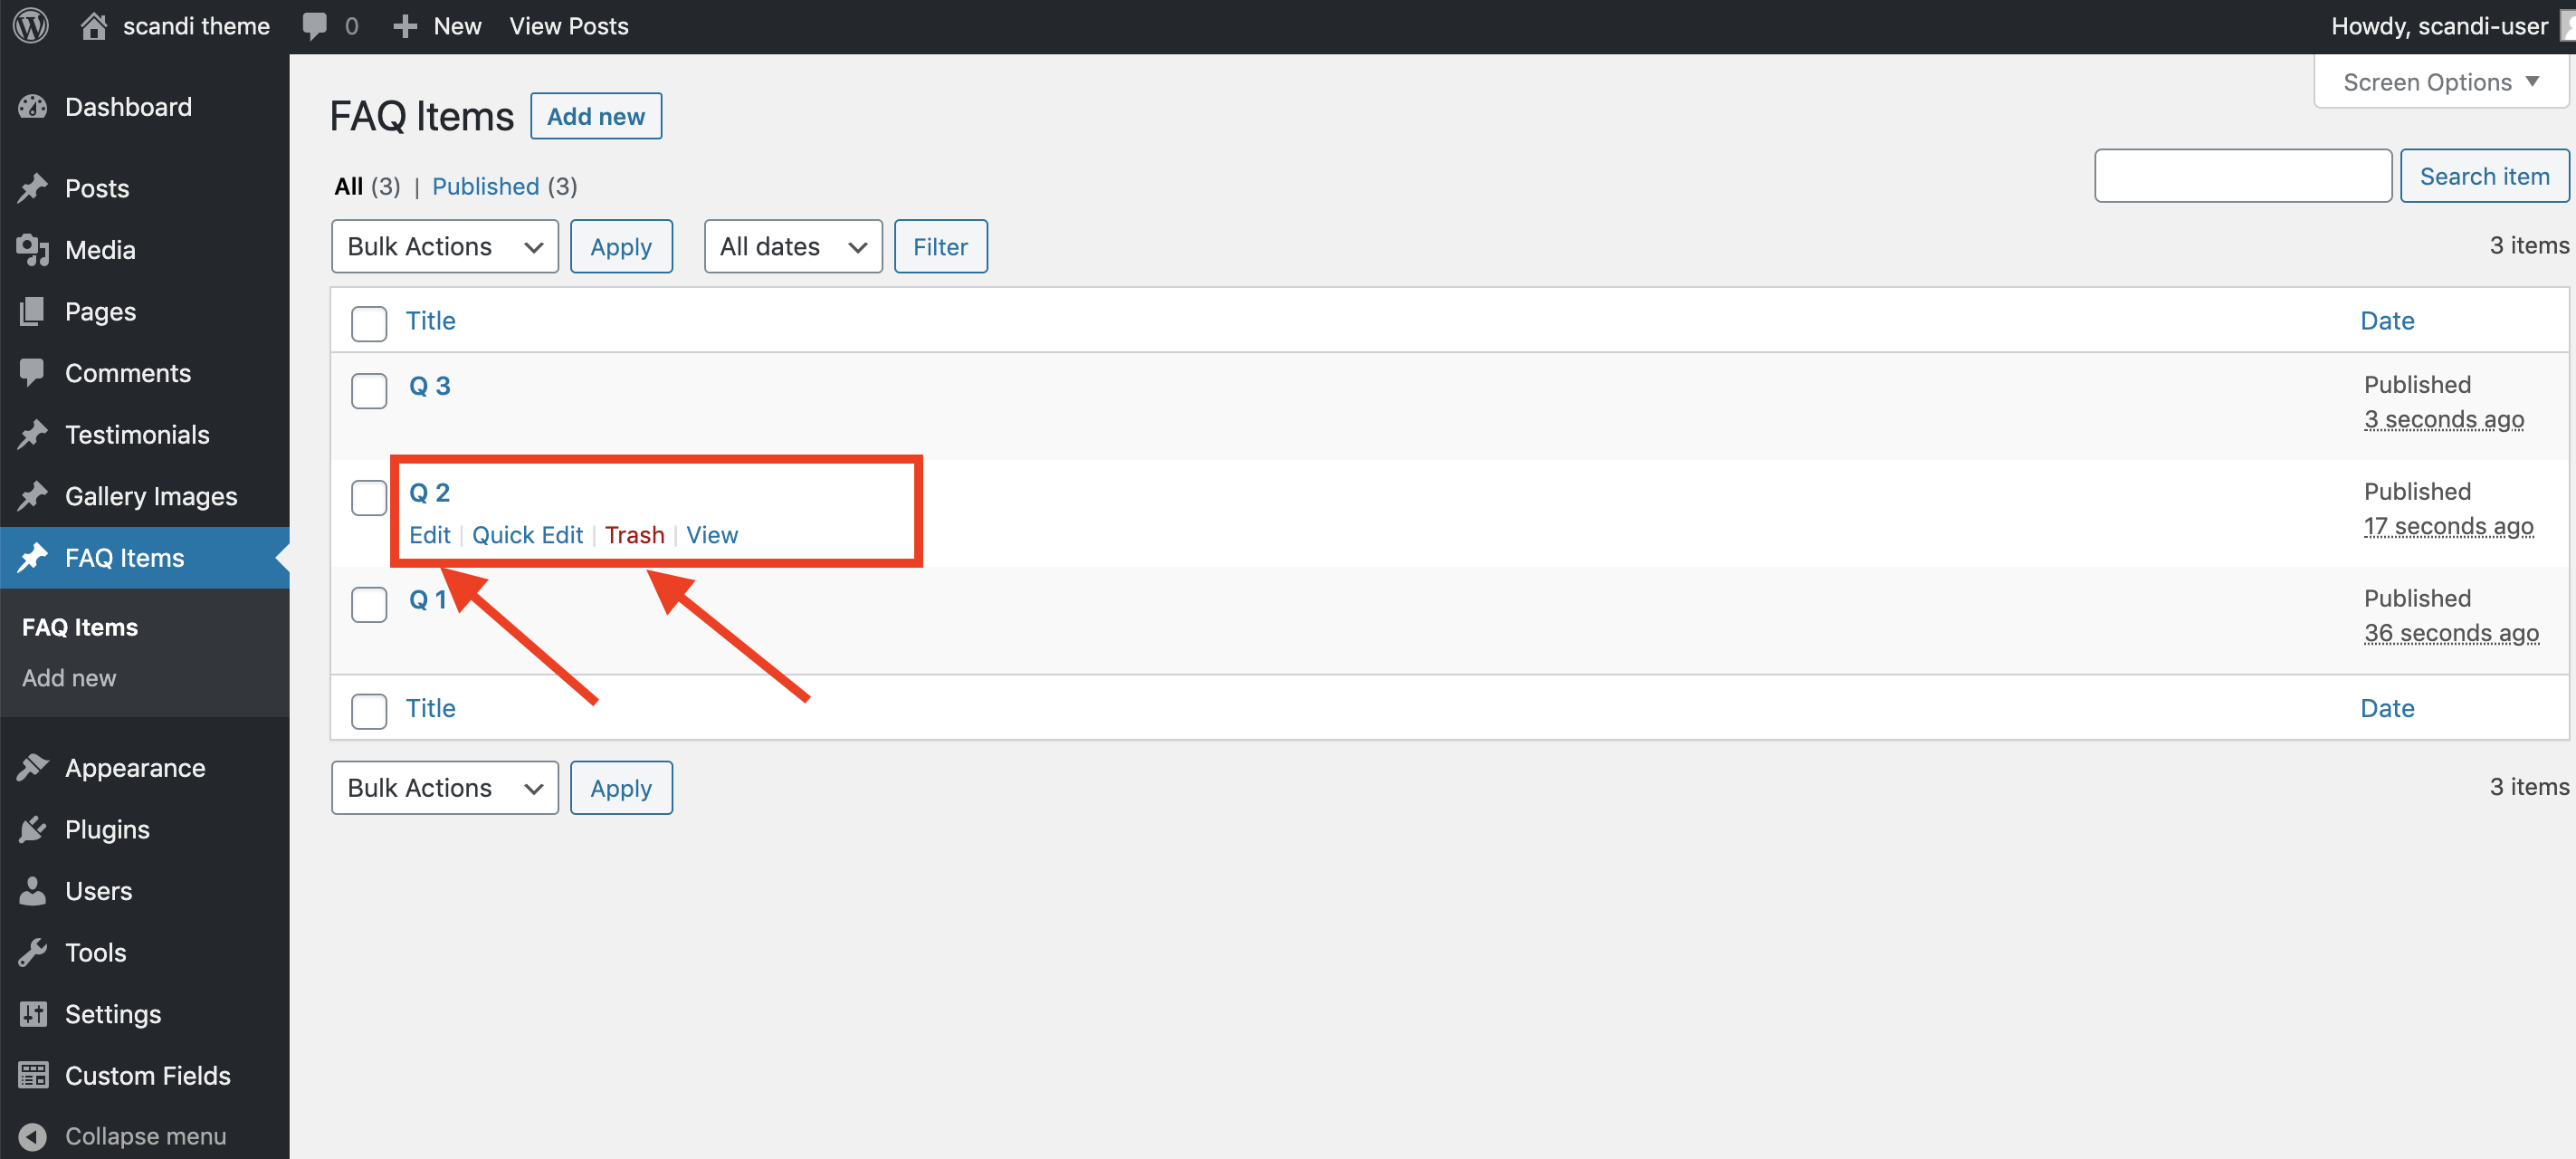 scandi theme 0 New View Posts Howdy, scandi-user
Screen Options
Dashboard
Posts
Media
Pages
Comments
Testimonials
Gallery Images
FAQ Items
FAQ Items
Add new
Appearance
Plugins
Users
Tools
Settings
Custom Fields
Collapse menu
FAQ Items Add new
All (3) | Published (3)
Search item
Bulk Actions Apply All dates Filter 3 items
Title Date
Q 3 Published
3 seconds ago
Q 2 Published
Edit | Quick Edit | Trash | View 17 seconds ago
Q 1 Published
36 seconds ago
Title Date
Bulk Actions Apply 3 items